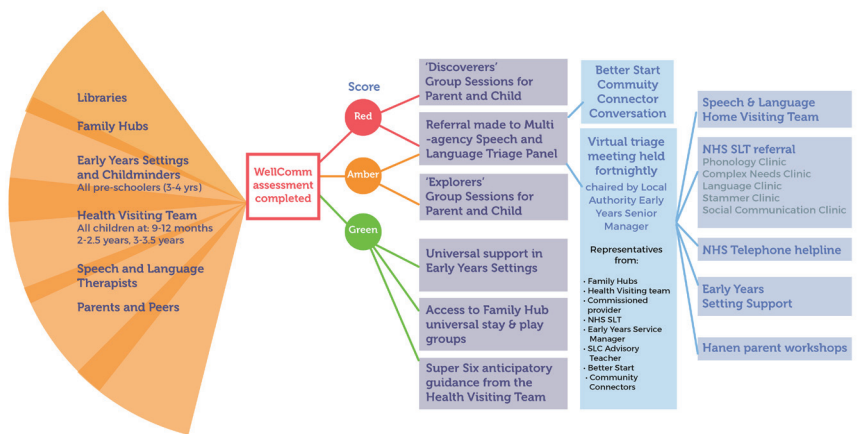 Libraries
Family Hubs
Early Years Settings
and Childminders
All pre-schoolers (3-4 yrs)
Health Visiting Team
All children at: 9-12 months
2-2.5 years, 3-3.5 years
Speech and Language
Therapists
Parents and Peers
WellComm
assessment
completed
Score
Red
Amber
Green
'Discoverers'
Group Sessions for
Parent and Child
Referral made to Multi
-agency Speech and
Language Triage Panel
'Explorers'
Group Sessions for
Parent and Child
Universal support in
Early Years Settings
Access to Family Hub
universal stay & play
groups
Super Six anticipatory
guidance from the
Health Visiting Team
Better Start
Commuity
Connector
Conversation
Virtual triage
meeting held
fortnightly
chaired by Local
Authority Early
Years Senior
Manager
Representatives
from:
• Family Hubs
• Health Visiting team
• Commissioned
provider
• NHS SLT
• Early Years Service
Manager
• SLC Advisory
Teacher
• Better Start
• Community
Connectors
Speech & Language
Home Visiting Team
NHS SLT referral
Phonology Clinic
Complex Needs Clinic
Language Clinic
Stammer Clinic
Social Communication Clinic
NHS Telephone helpline
Early Years
Setting Support
Hanen parent workshops